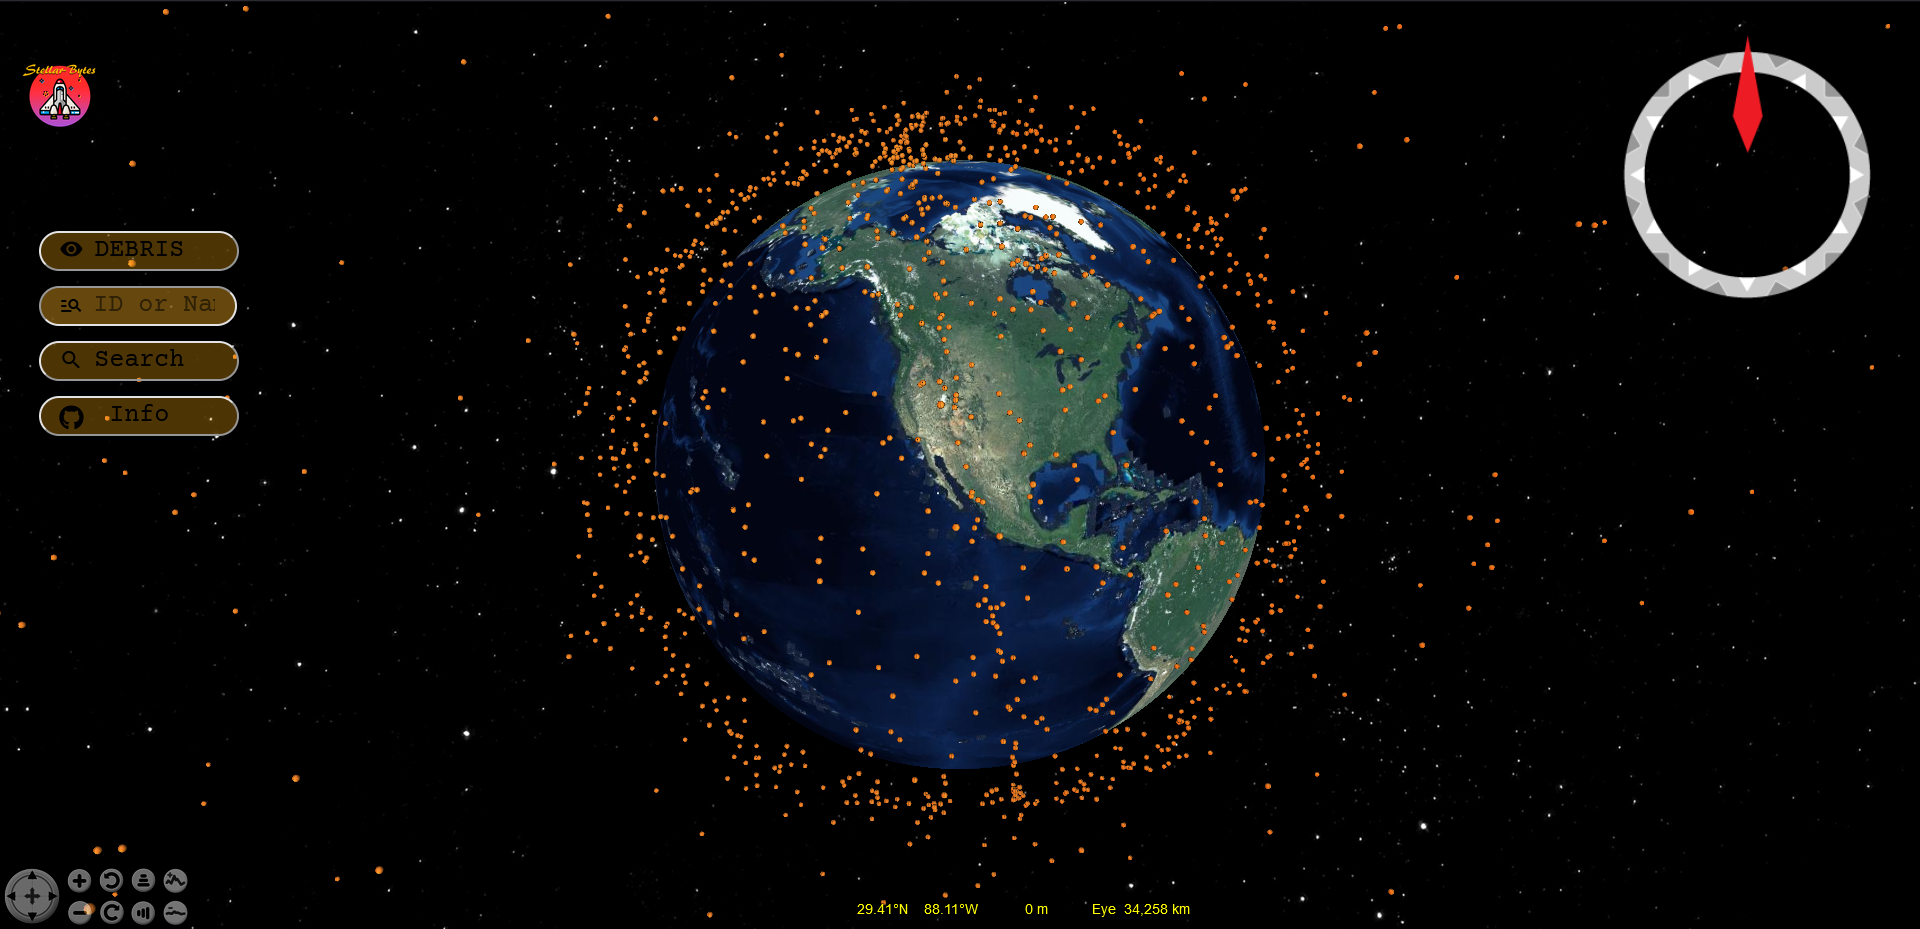 Stellar Bytes
DEBRIS
ID or Na
Search
Info
29.41°N 88.11°W 0 m Eye 34,258 km